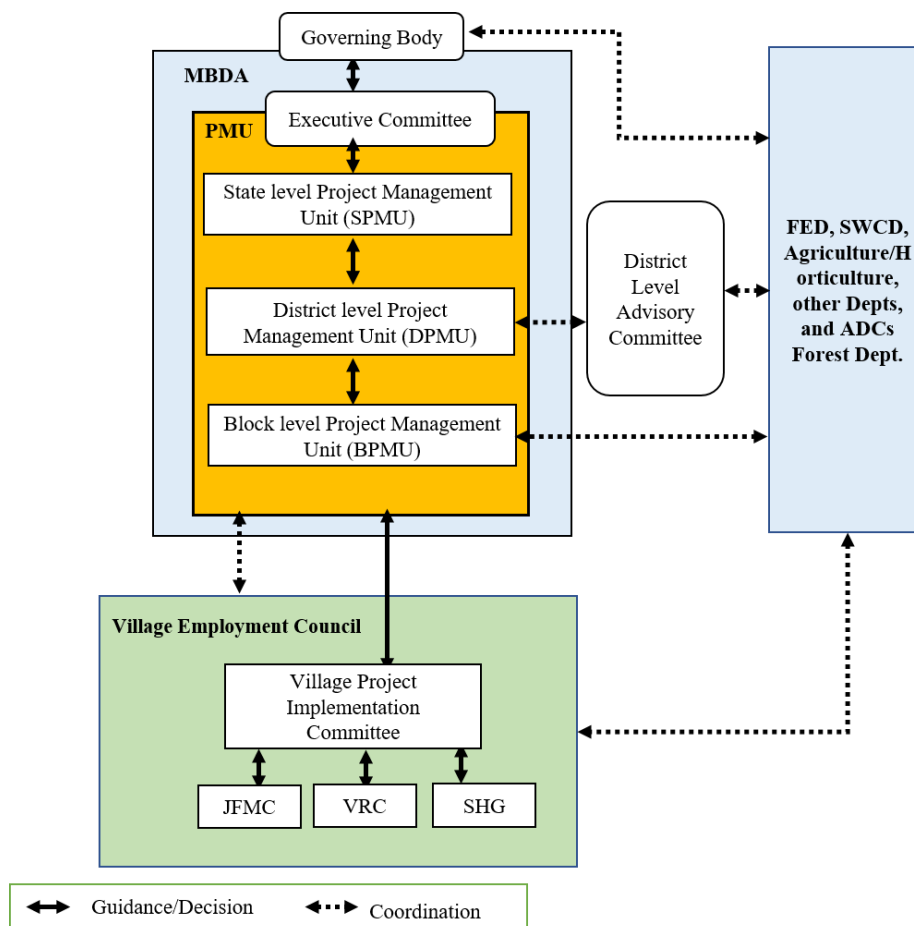 Governing Body
MBDA
PMU
Executive Committee
State level Project Management
Unit (SPMU)
District level Project
Management Unit (DPMU)
Block level Project Management
Unit (BPMU)
District
Level
Advisory
Committee
FED, SWCD,
Agriculture/H
orticulture,
other Depts,
and ADCs
Forest Dept.
Village Employment Council
Village Project
Implementation
Committee
JFMC
VRC
SHG
Guidance/Decision
Coordination